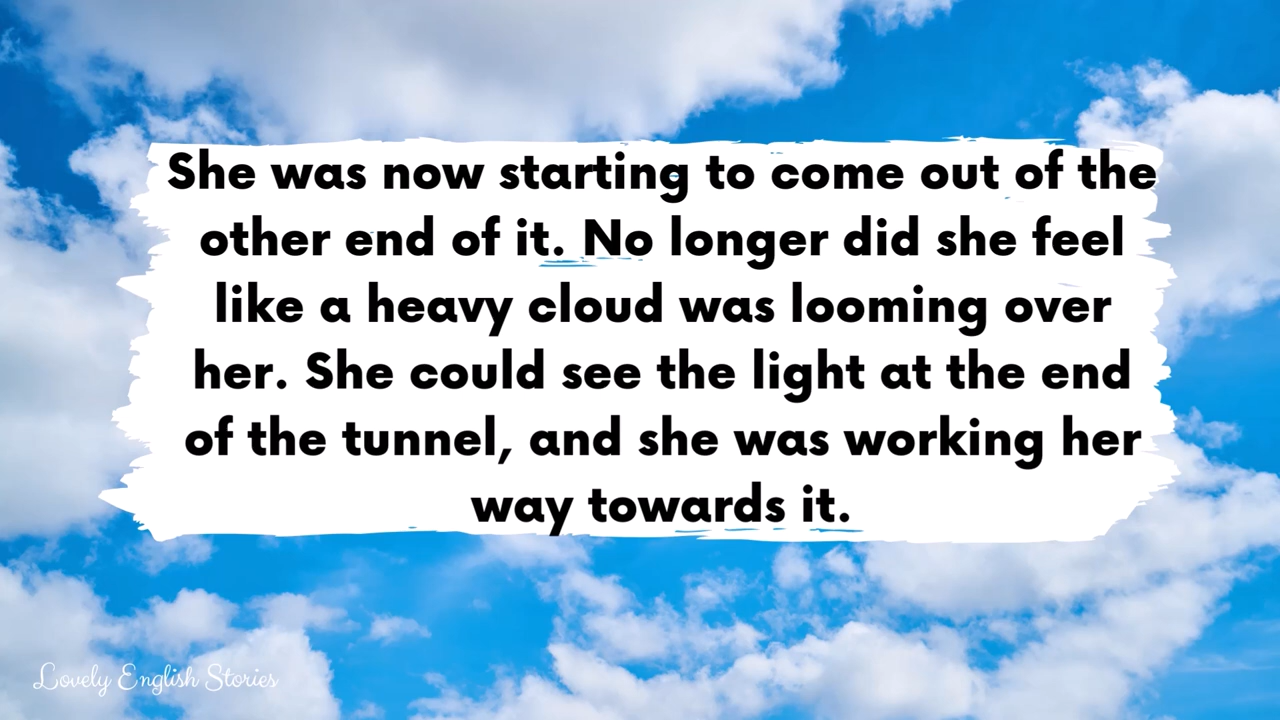 She was now starting to come out of the
other end of it. No longer did she feel
like a heavy cloud was looming over
her. She could see the light at the end
of the tunnel, and she was working her
way towards it.
Lovely English Stories